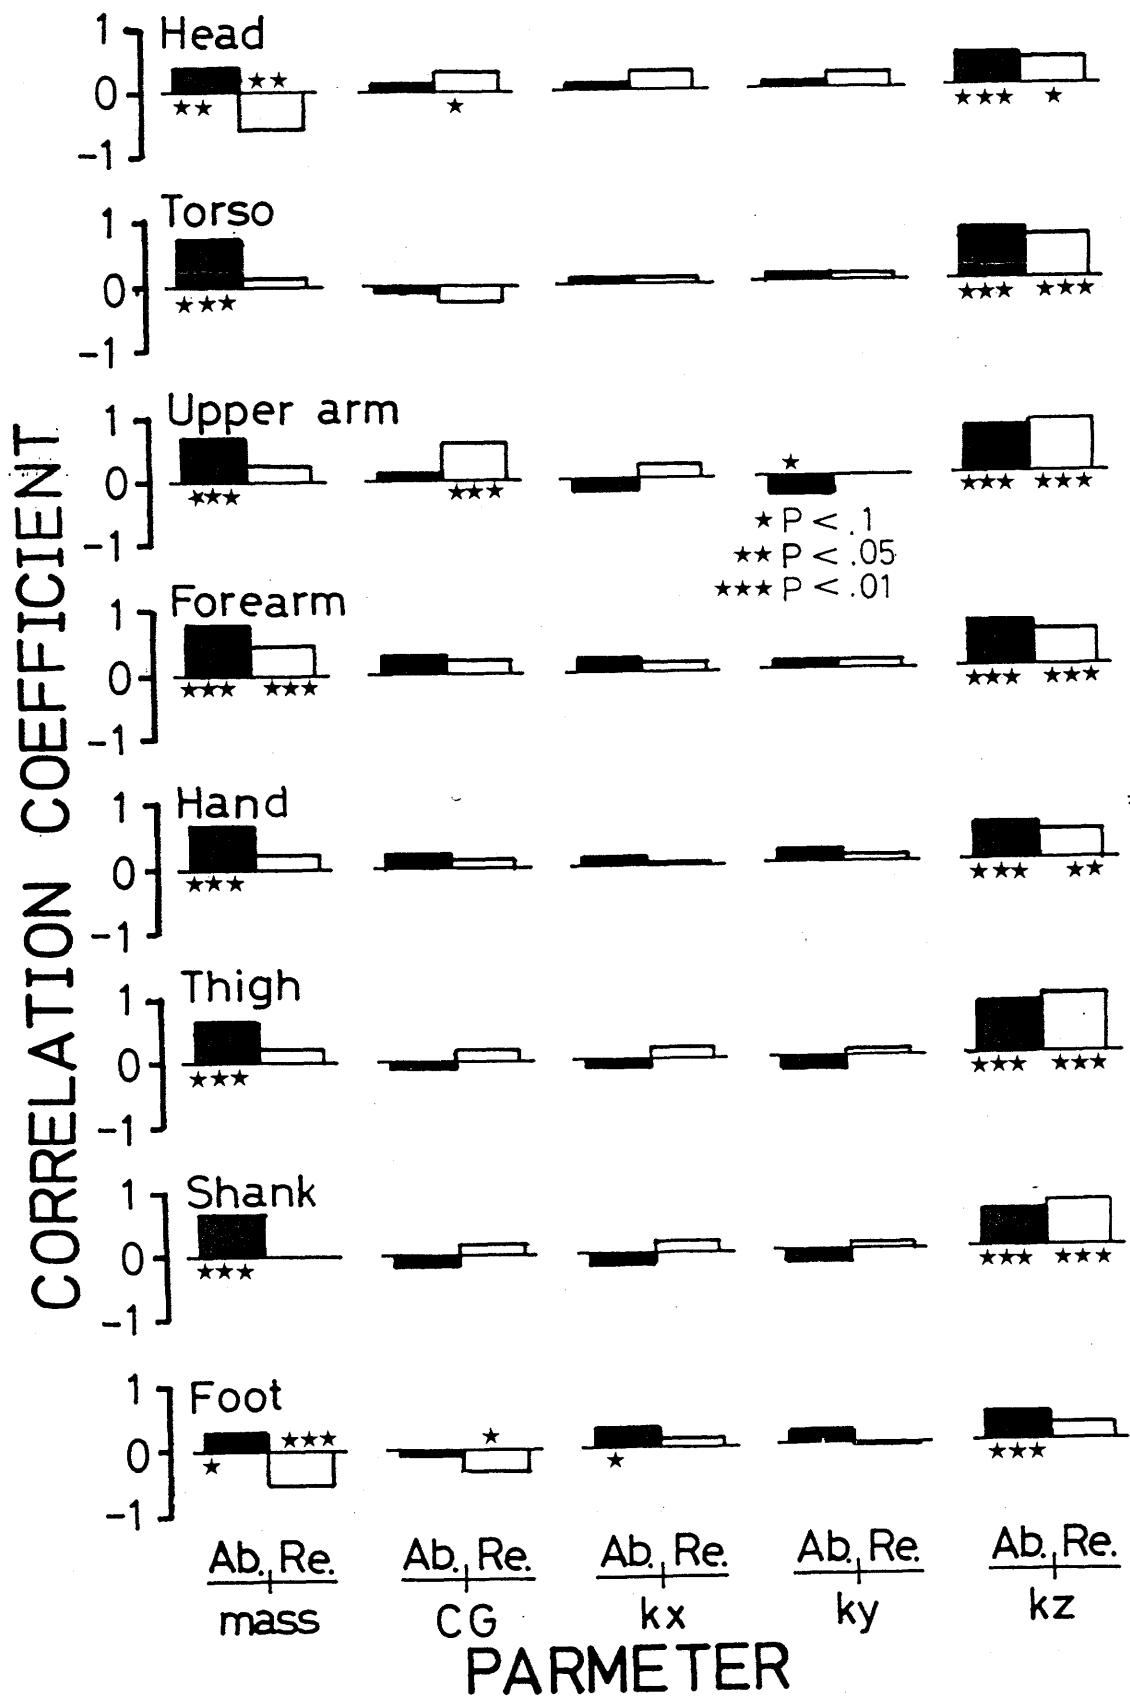 CORRELATION COEFFICIENT
1 Head
0 ★★ ★★ ★ ★★★ ★
-1
1 Torso
0 ★★★ ★★★ ★★★
-1
1 Upper arm
0 ★★★ ★★★ ★ ★★★ ★★★
-1
★ P < .1
★★ P < .05
★★★ P < .01
1 Forearm
0 ★★★ ★★★ ★★★ ★★★
-1
1 Hand
0 ★★★ ★★★ ★★
-1
1 Thigh
0 ★★★ ★★★ ★★★
-1
1 Shank
0 ★★★ ★★★ ★★★
-1
1 Foot
0 ★ ★★★ ★ ★ ★★★
-1
Ab. Re. Ab. Re. Ab. Re. Ab. Re. Ab. Re.
mass CG kx ky kz
PARMETER